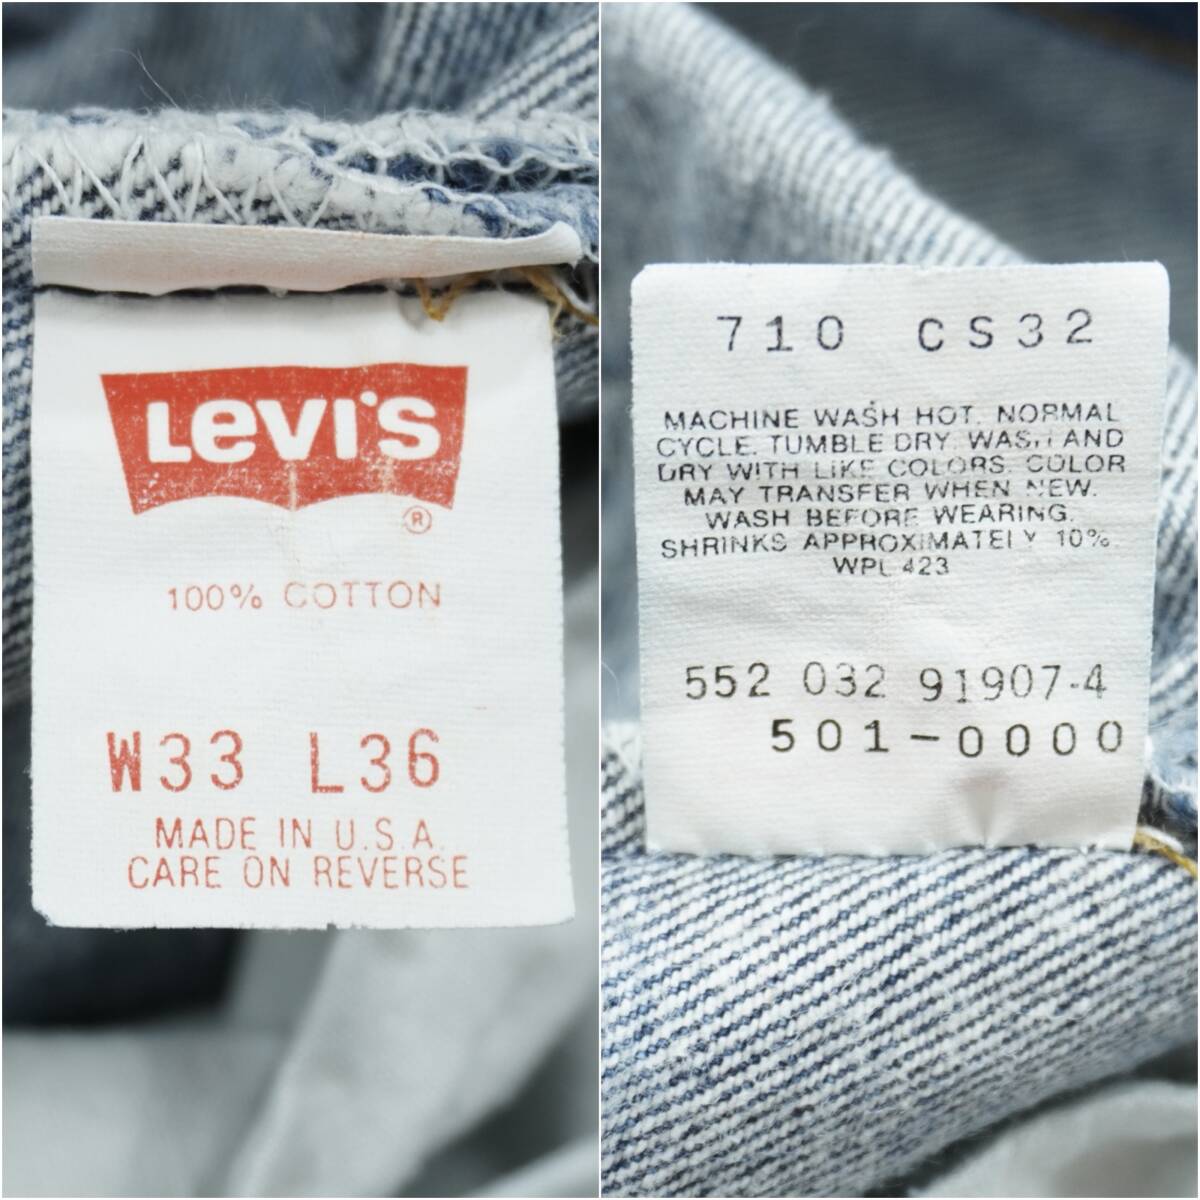 LEVI'S
®
100% COTTON
W33 L36
MADE IN U.S.A.
CARE ON REVERSE
710 CS32
MACHINE WASH HOT. NORMAL
CYCLE. TUMBLE DRY. WASH AND
DRY WITH LIKE COLORS. COLOR
MAY TRANSFER WHEN NEW.
WASH BEFORE WEARING.
SHRINKS APPROXIMATELY 10%.
WPL 423
552 032 91907-4
501-0000